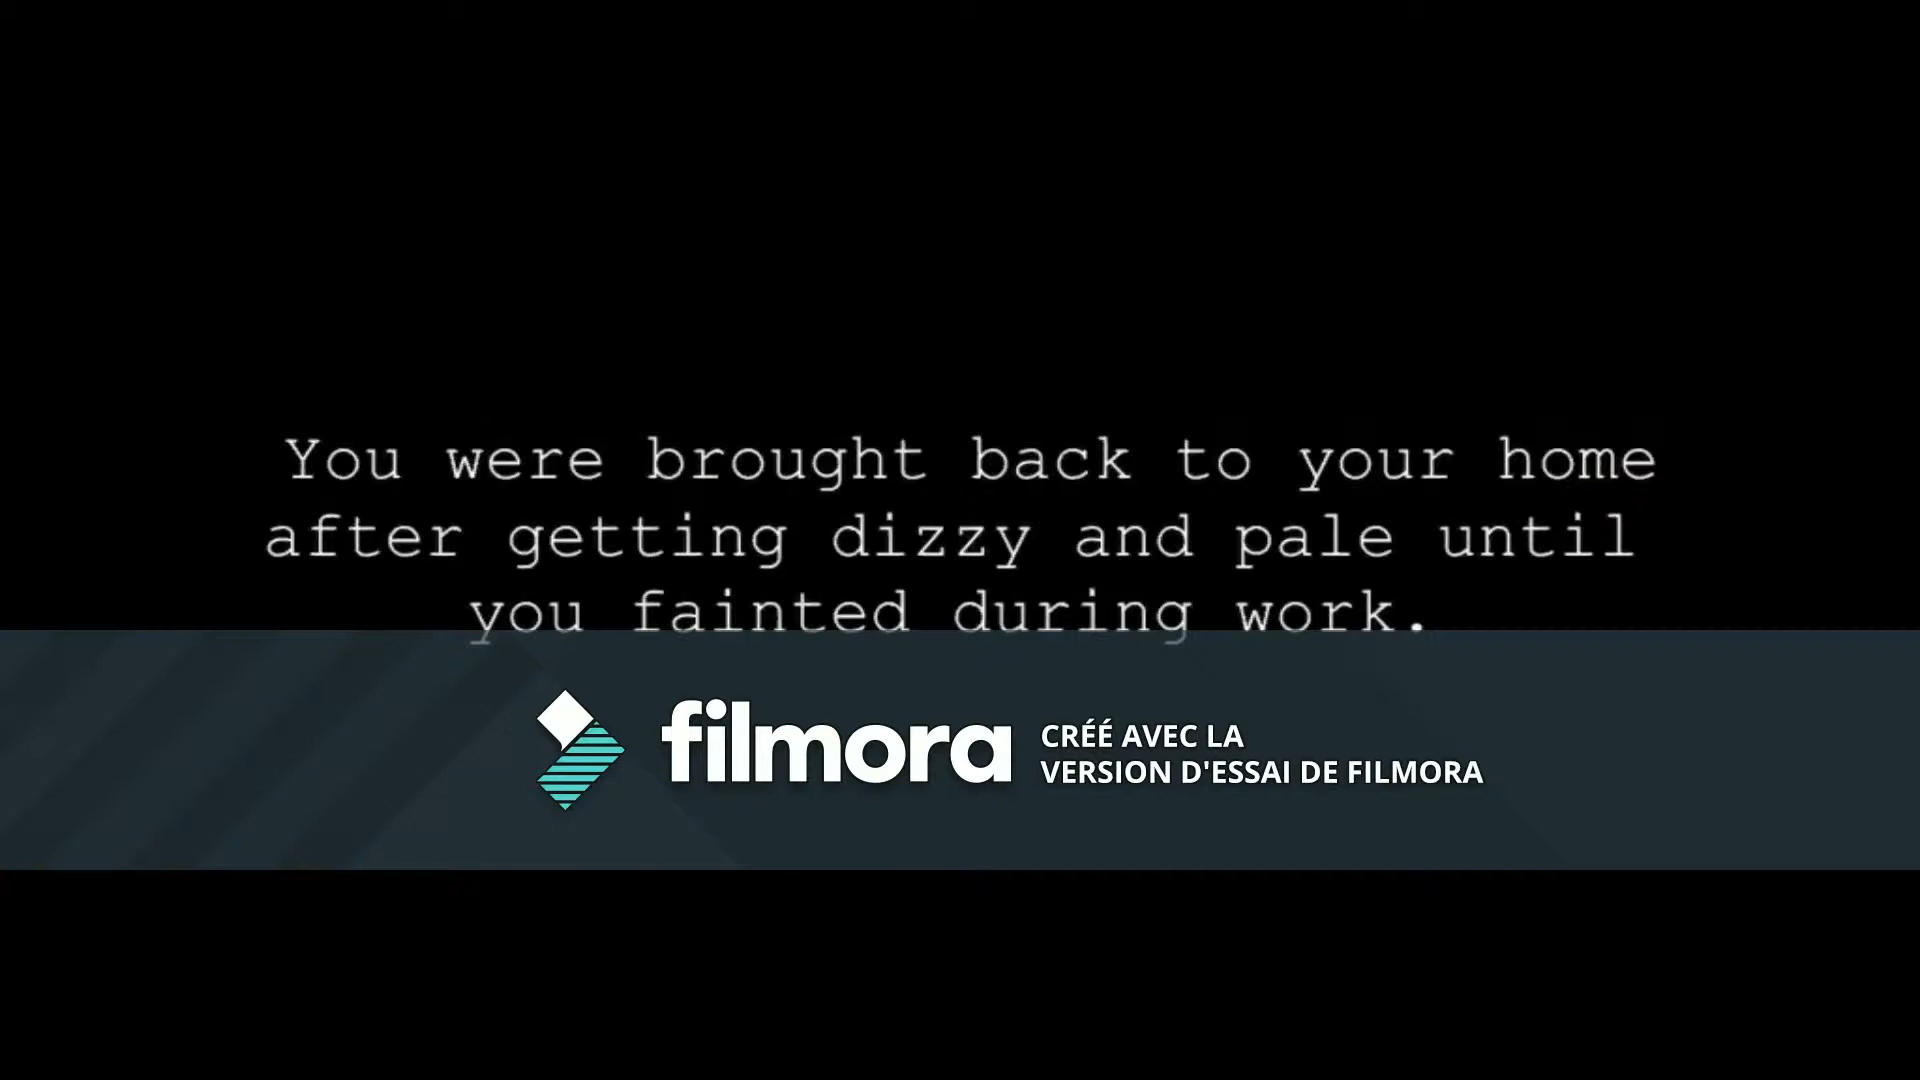 You were brought back to your home
after getting dizzy and pale until
you fainted during work.
filmora
CRÉÉ AVEC LA
VERSION D'ESSAI DE FILMORA